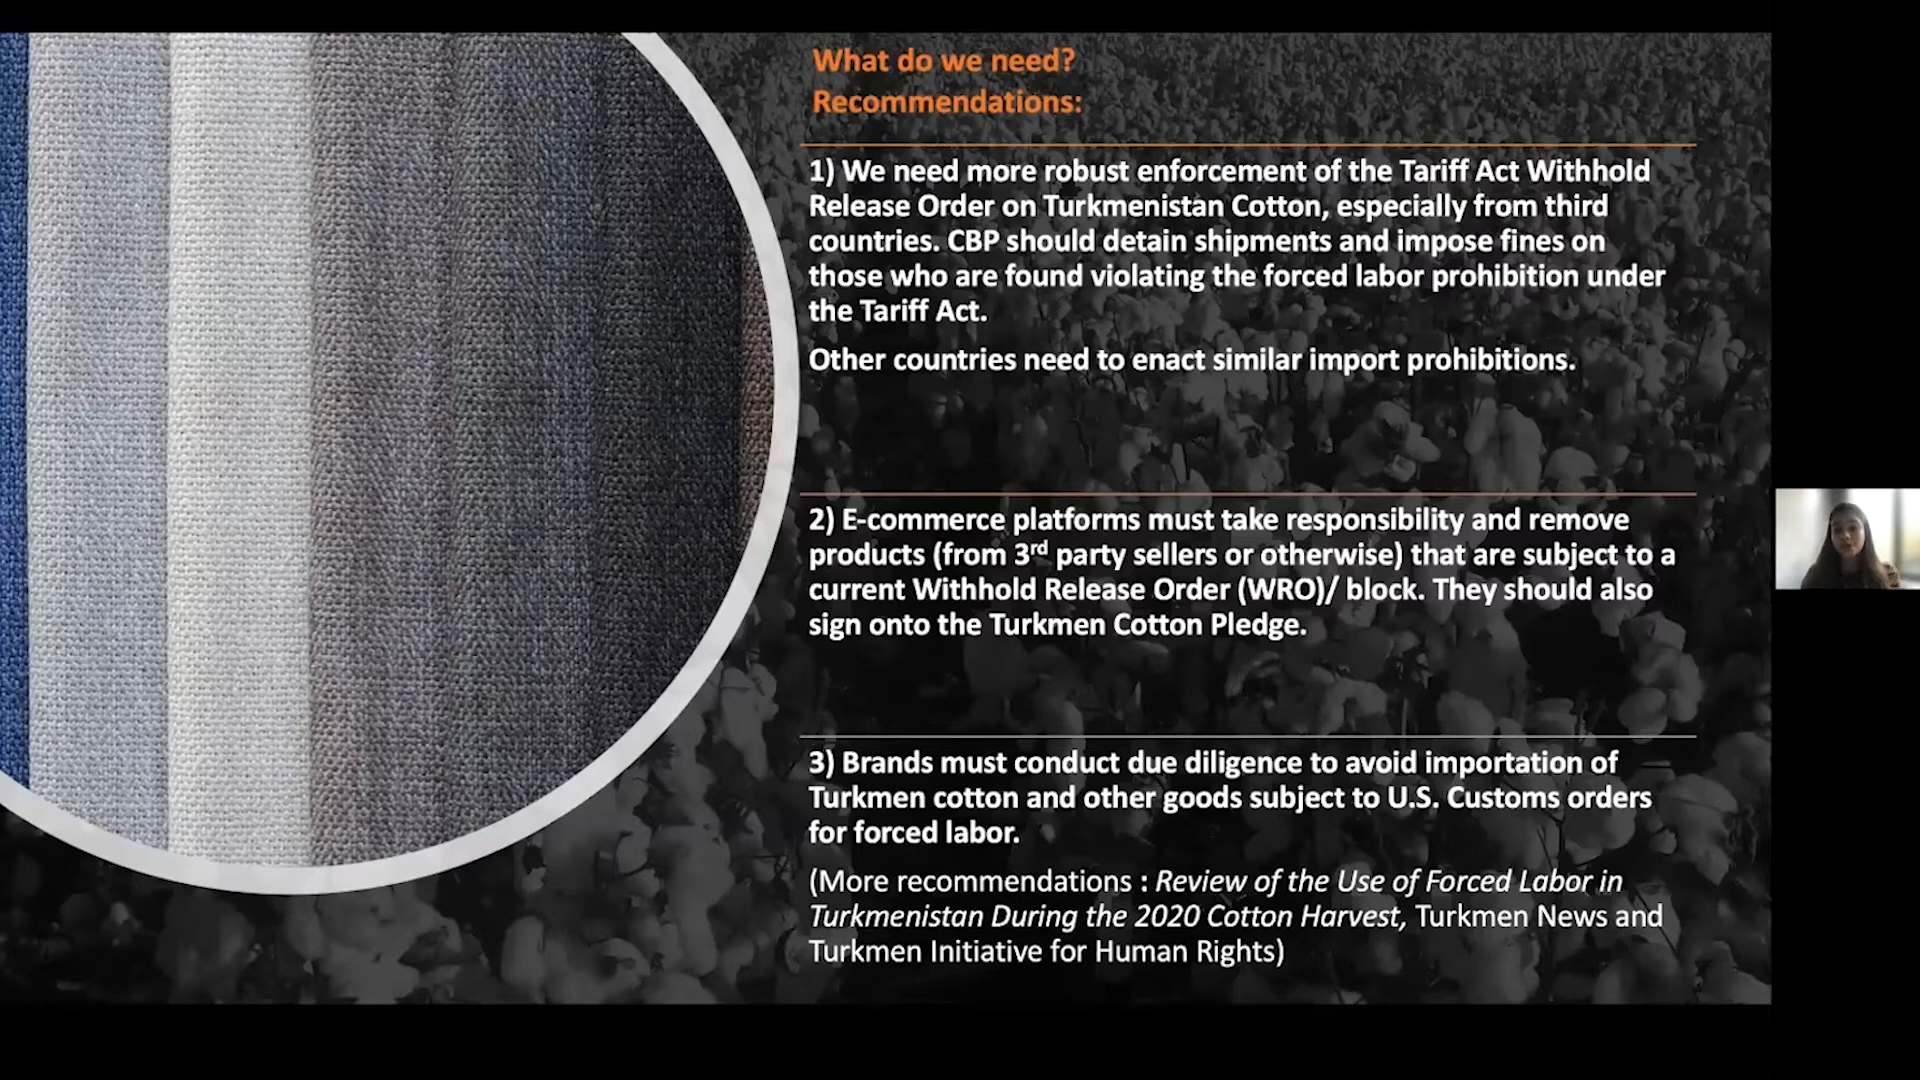 What do we need?
Recommendations:
1) We need more robust enforcement of the Tariff Act Withhold
Release Order on Turkmenistan Cotton, especially from third
countries. CBP should detain shipments and impose fines on
those who are found violating the forced labor prohibition under
the Tariff Act.
Other countries need to enact similar import prohibitions.
2) E-commerce platforms must take responsibility and remove
products (from 3rd party sellers or otherwise) that are subject to a
current Withhold Release Order (WRO)/ block. They should also
sign onto the Turkmen Cotton Pledge.
3) Brands must conduct due diligence to avoid importation of
Turkmen cotton and other goods subject to U.S. Customs orders
for forced labor.
(More recommendations : Review of the Use of Forced Labor in
Turkmenistan During the 2020 Cotton Harvest, Turkmen News and
Turkmen Initiative for Human Rights)